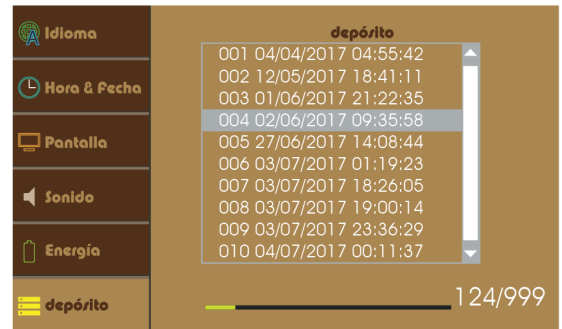 Idioma
Hora & Fecha
Pantalla
Sonido
Energía
depósito
depósito
001 04/04/2017 04:55:42
002 12/05/2017 18:41:11
003 01/06/2017 21:22:35
004 02/06/2017 09:35:58
005 27/06/2017 14:08:44
006 03/07/2017 01:19:23
007 03/07/2017 18:26:05
008 03/07/2017 19:00:14
009 03/07/2017 23:36:29
010 04/07/2017 00:11:37
124/999